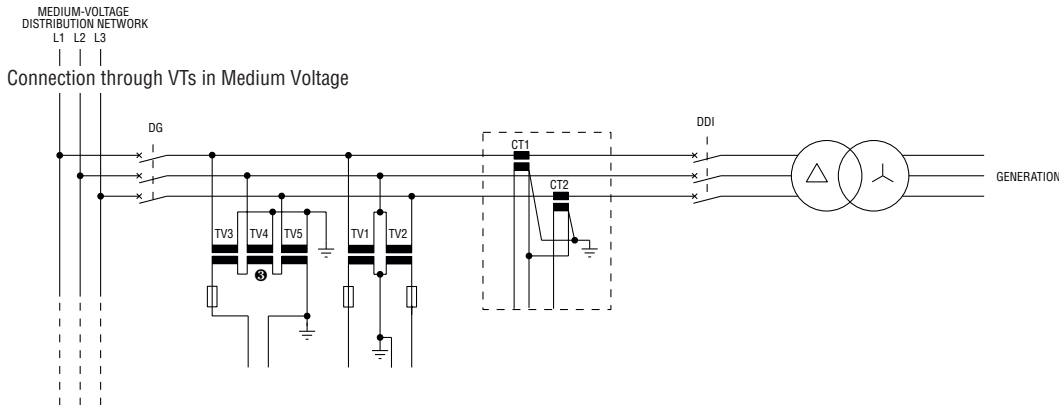 MEDIUM-VOLTAGE
DISTRIBUTION NETWORK
L1 L2 L3
Connection through VTs in Medium Voltage
DG
CT1
DDI
CT2
GENERATION
TV3 TV4 TV5 TV1 TV2
❸